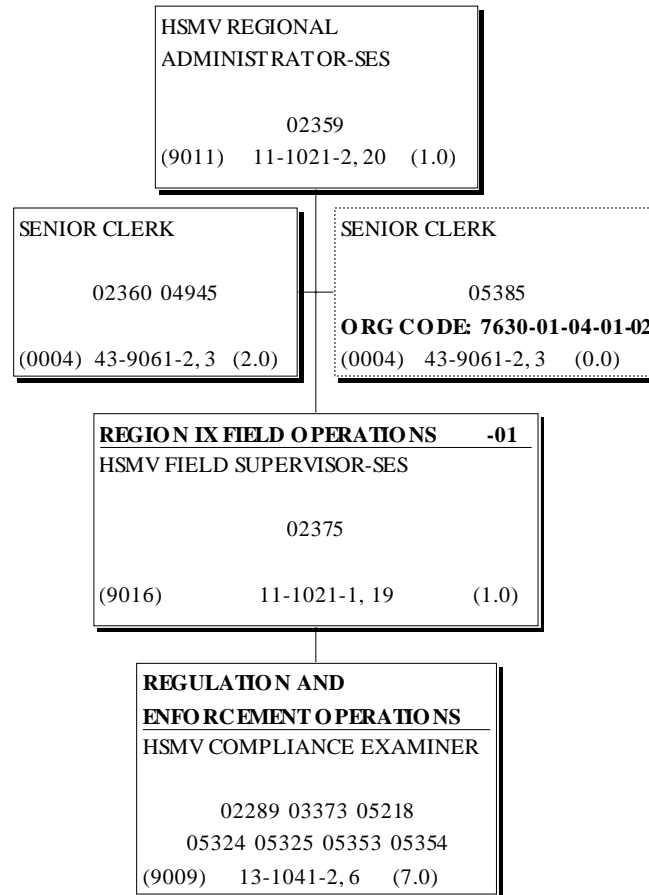 HSMV REGIONAL
ADMINISTRATOR-SES
02359
(9011) 11-1021-2, 20 (1.0)
SENIOR CLERK
02360 04945
(0004) 43-9061-2, 3 (2.0)
SENIOR CLERK
05385
ORG CODE: 7630-01-04-01-02
(0004) 43-9061-2, 3 (0.0)
REGION IX FIELD OPERATIONS -01
HSMV FIELD SUPERVISOR-SES
02375
(9016) 11-1021-1, 19 (1.0)
REGULATION AND
ENFORCEMENT OPERATIONS
HSMV COMPLIANCE EXAMINER
02289 03373 05218
05324 05325 05353 05354
(9009) 13-1041-2, 6 (7.0)